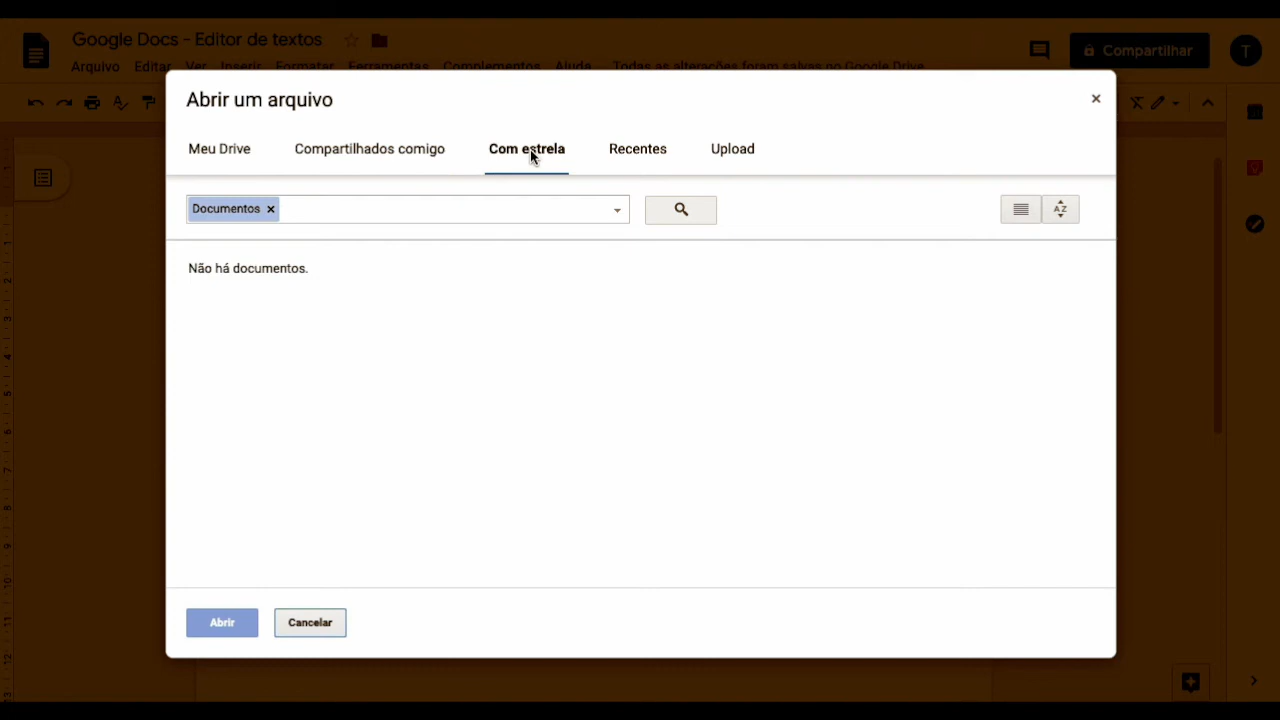 Google Docs - Editor de textos
Compartilhar
T
Arquivo Editar Ver Inserir Formatar Ferramentas Complementos Ajuda Todas as alterações foram salvas no Google Drive
Abrir um arquivo
Meu Drive Compartilhados comigo Com estrela Recentes Upload
Documentos
AZ
Não há documentos.
Abrir Cancelar